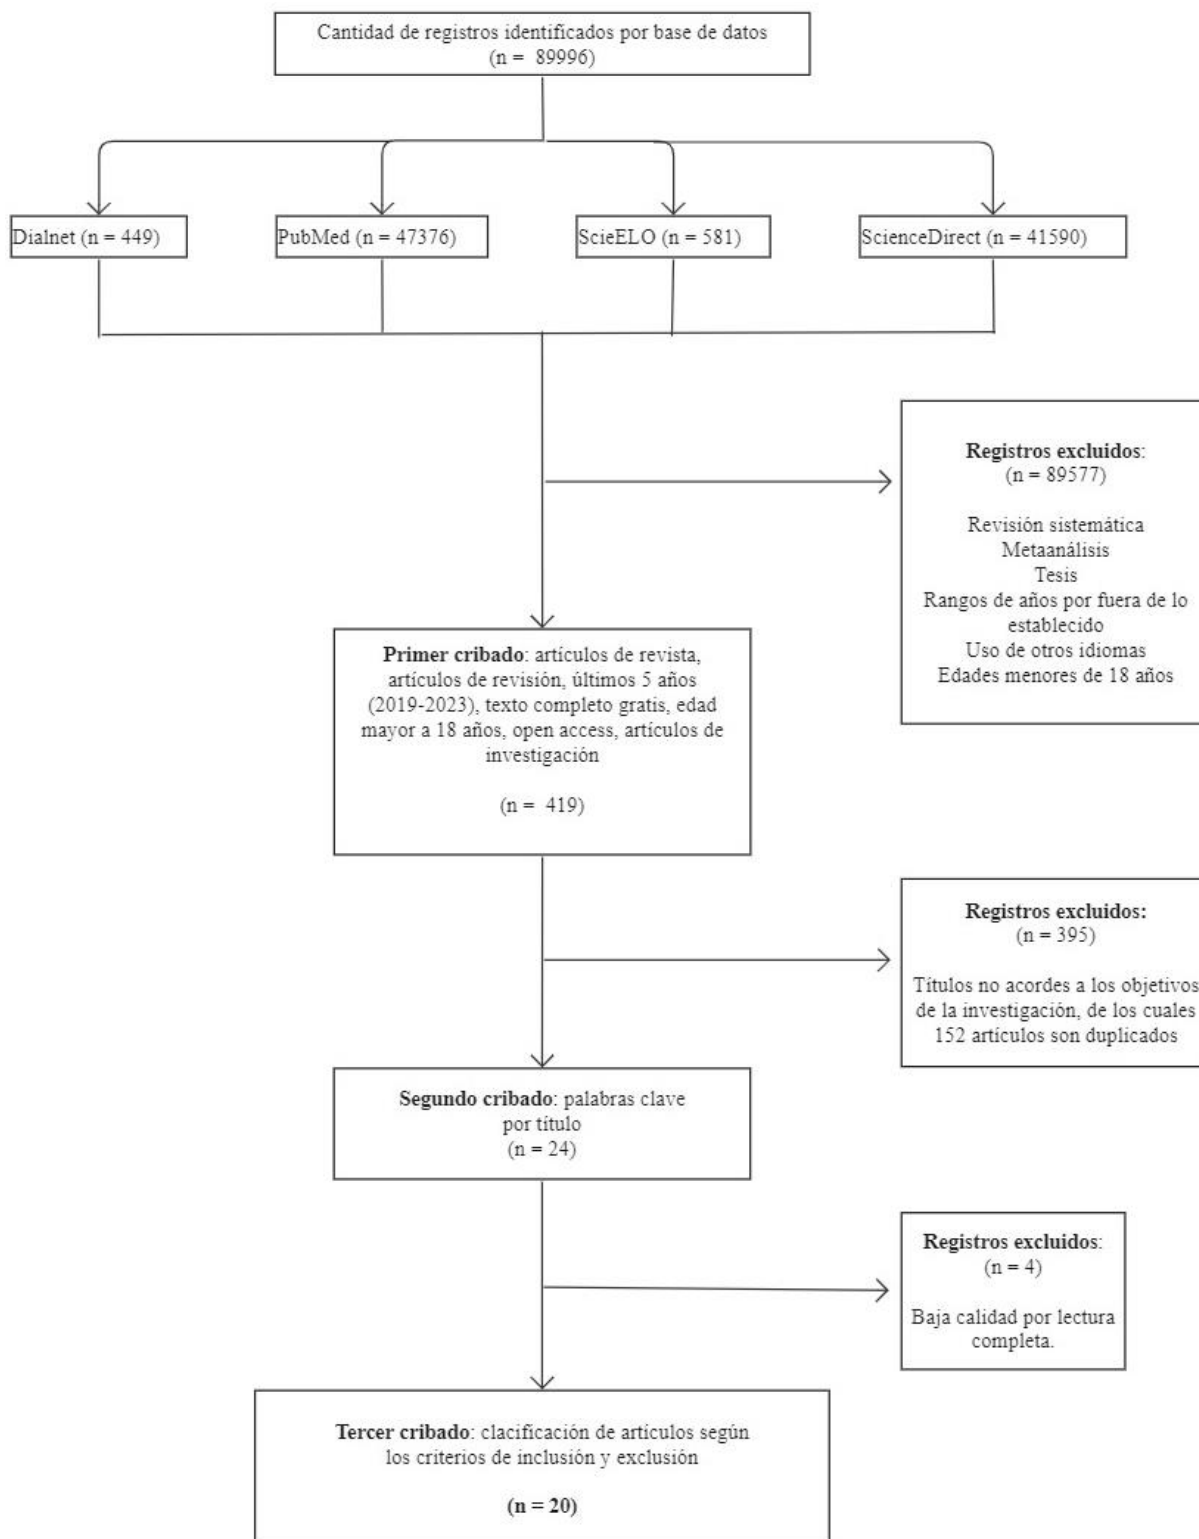 Cantidad de registros identificados por base de datos
(n = 89996)
Dialnet (n = 449)
PubMed (n = 47376)
ScieELO (n = 581)
ScienceDirect (n = 41590)
Registros excluidos:
(n = 89577)
Revisión sistemática
Metaanálisis
Tesis
Rangos de años por fuera de lo
establecido
Uso de otros idiomas
Edades menores de 18 años
Primer cribado: artículos de revista,
artículos de revisión, últimos 5 años
(2019-2023), texto completo gratis, edad
mayor a 18 años, open access, artículos de
investigación
(n = 419)
Registros excluidos:
(n = 395)
Títulos no acordes a los objetivos
de la investigación, de los cuales
152 artículos son duplicados
Segundo cribado: palabras clave
por título
(n = 24)
Registros excluidos:
(n = 4)
Baja calidad por lectura
completa.
Tercer cribado: clacificación de artículos según
los criterios de inclusión y exclusión
(n = 20)